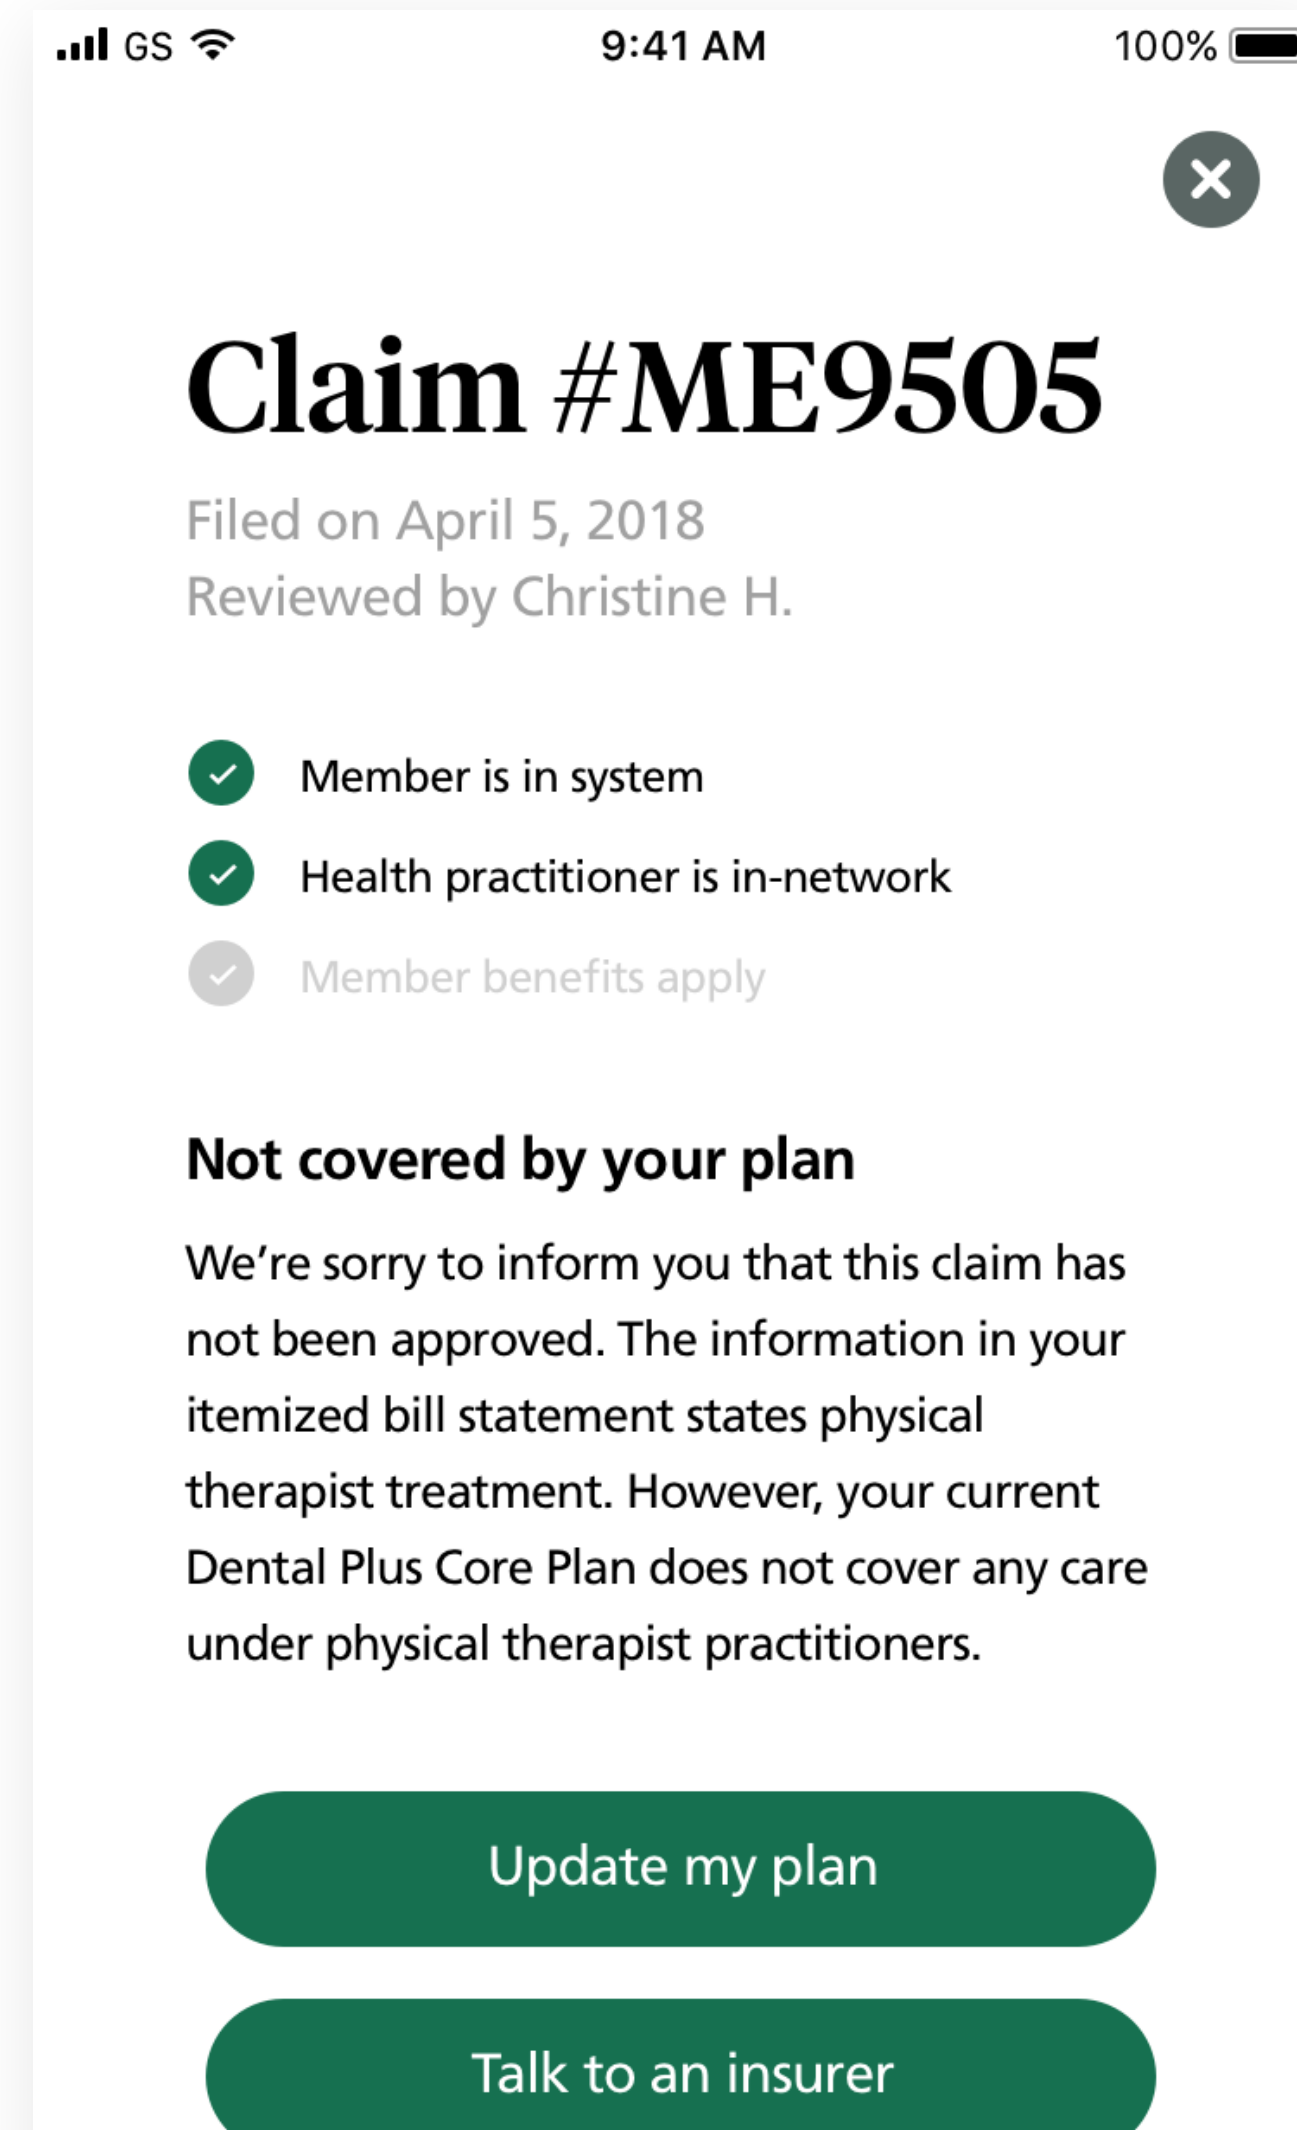 GS 9:41 AM 100%
Claim #ME9505
Filed on April 5, 2018
Reviewed by Christine H.
Member is in system
Health practitioner is in-network
Member benefits apply
Not covered by your plan
We’re sorry to inform you that this claim has
not been approved. The information in your
itemized bill statement states physical
therapist treatment. However, your current
Dental Plus Core Plan does not cover any care
under physical therapist practitioners.
Update my plan
Talk to an insurer